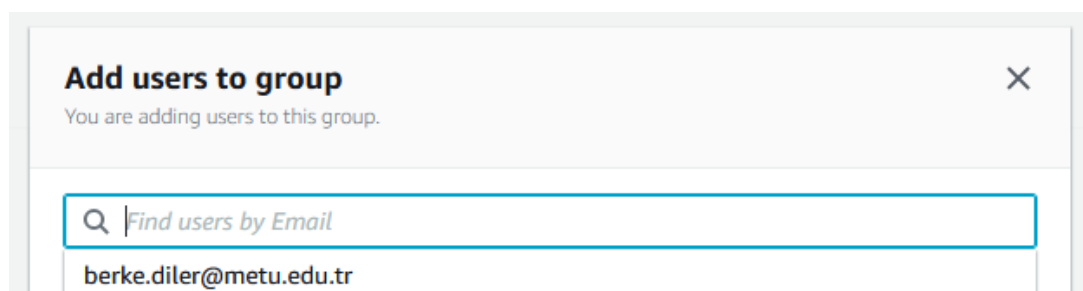 Add users to group
You are adding users to this group.
Find users by Email
berke.diler@metu.edu.tr